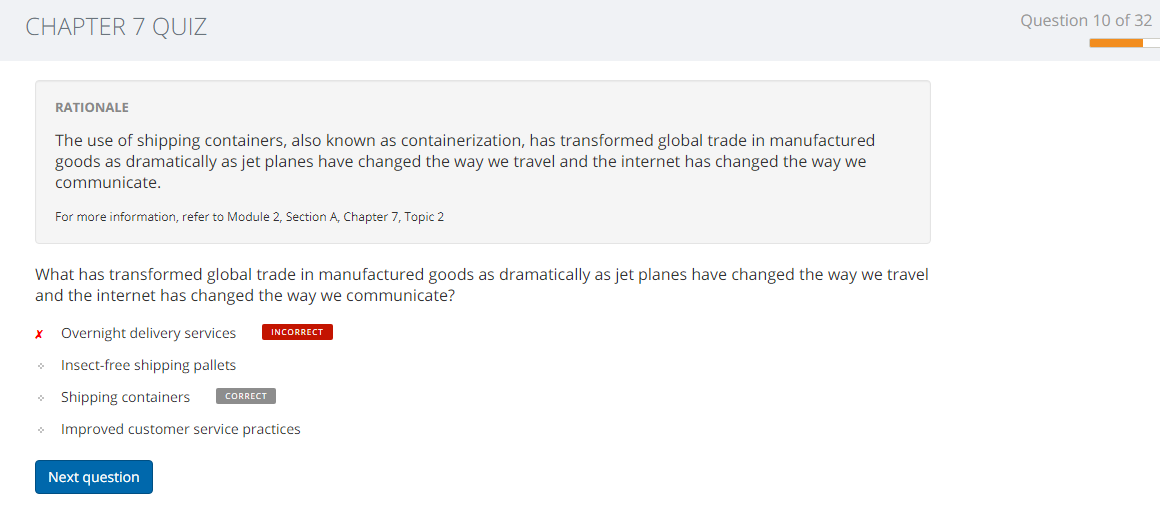 CHAPTER 7 QUIZ
Question 10 of 32
RATIONALE
The use of shipping containers, also known as containerization, has transformed global trade in manufactured
goods as dramatically as jet planes have changed the way we travel and the internet has changed the way we
communicate.
For more information, refer to Module 2, Section A, Chapter 7, Topic 2
What has transformed global trade in manufactured goods as dramatically as jet planes have changed the way we travel
and the internet has changed the way we communicate?
✗ Overnight delivery services INCORRECT
Insect-free shipping pallets
Shipping containers CORRECT
Improved customer service practices
Next question